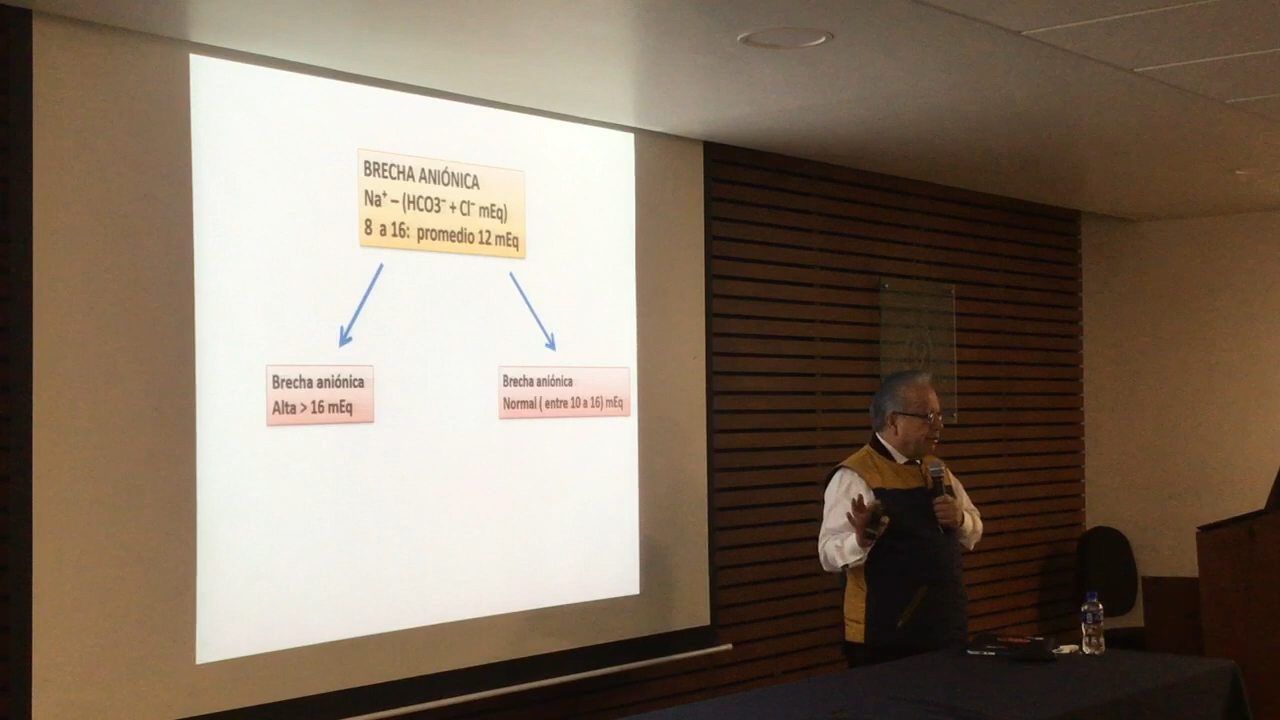 BRECHA ANIÓNICA
Na⁺ – (HCO3⁻ + Cl⁻ mEq)
8 a 16: promedio 12 mEq
Brecha aniónica
Alta > 16 mEq
Brecha aniónica
Normal ( entre 10 a 16) mEq